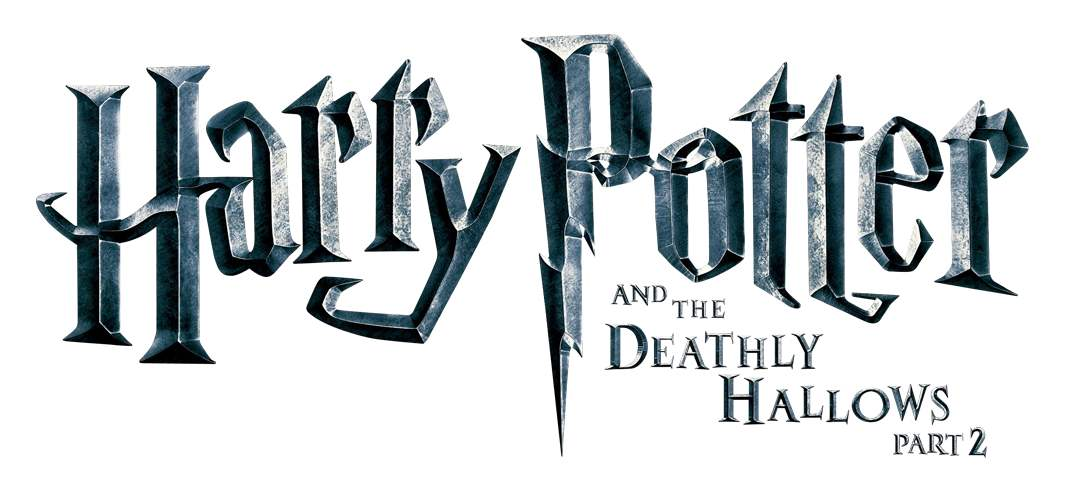 Harry Potter
AND THE
DEATHLY
HALLOWS
PART 2